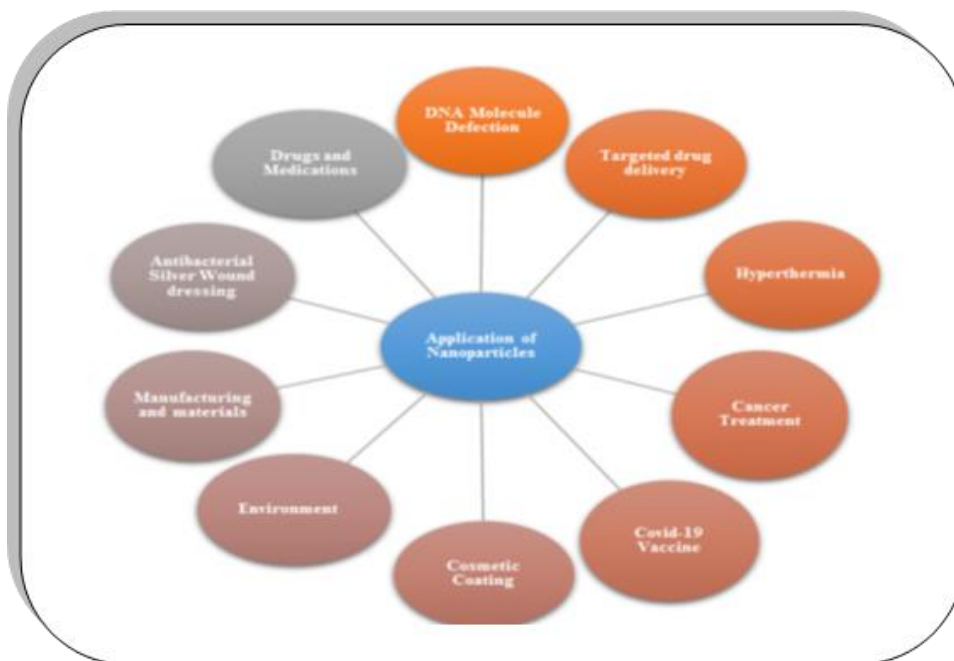 DNA Molecule
Defection
Targeted drug
delivery
Hyperthermia
Cancer
Treatment
Covid-19
Vaccine
Cosmetic
Coating
Environment
Manufacturing
and materials
Antibacterial
Silver Wound
dressing
Drugs and
Medications
Application of
Nanoparticles